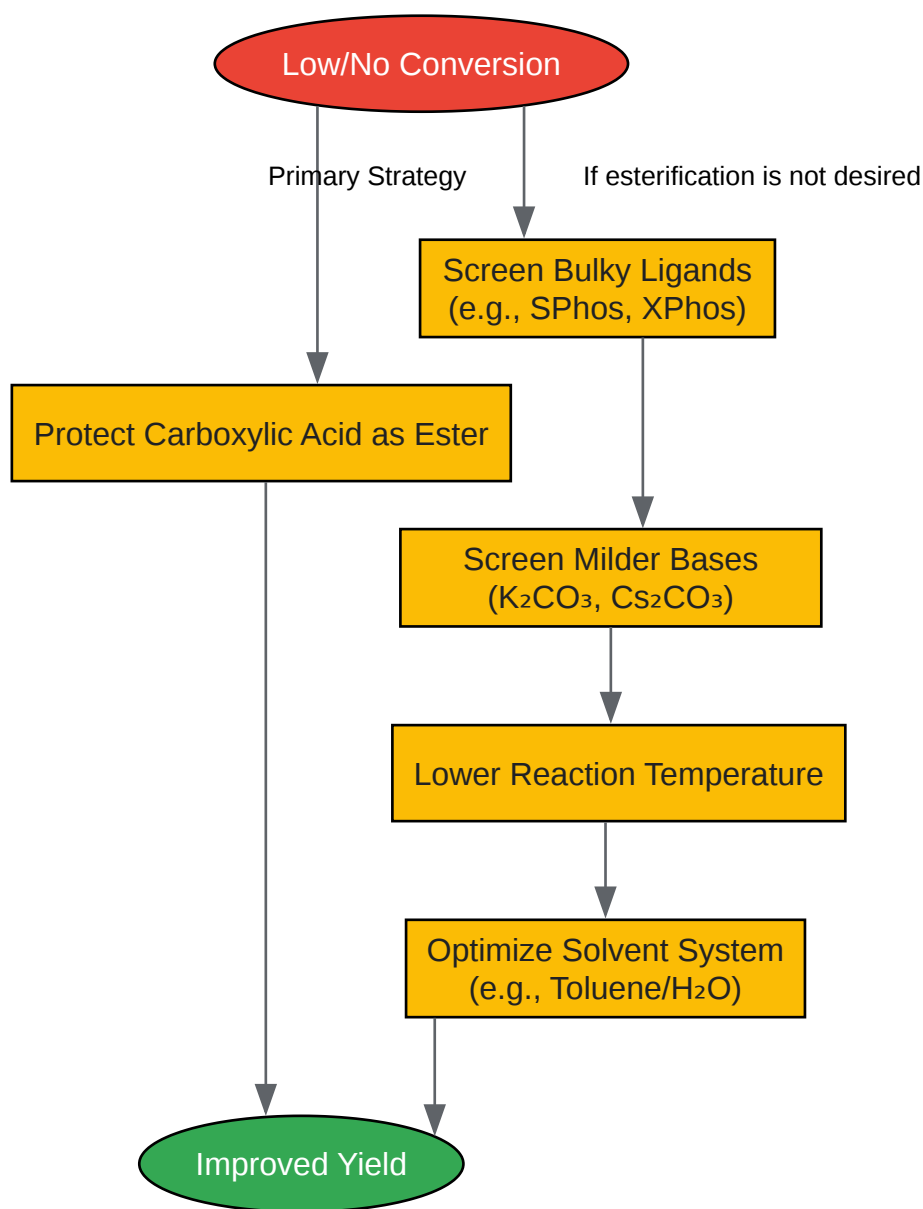 Low/No Conversion
Primary Strategy
If esterification is not desired
Screen Bulky Ligands
(e.g., SPhos, XPhos)
Protect Carboxylic Acid as Ester
Screen Milder Bases
(K₂CO₃, Cs₂CO₃)
Lower Reaction Temperature
Optimize Solvent System
(e.g., Toluene/H₂O)
Improved Yield